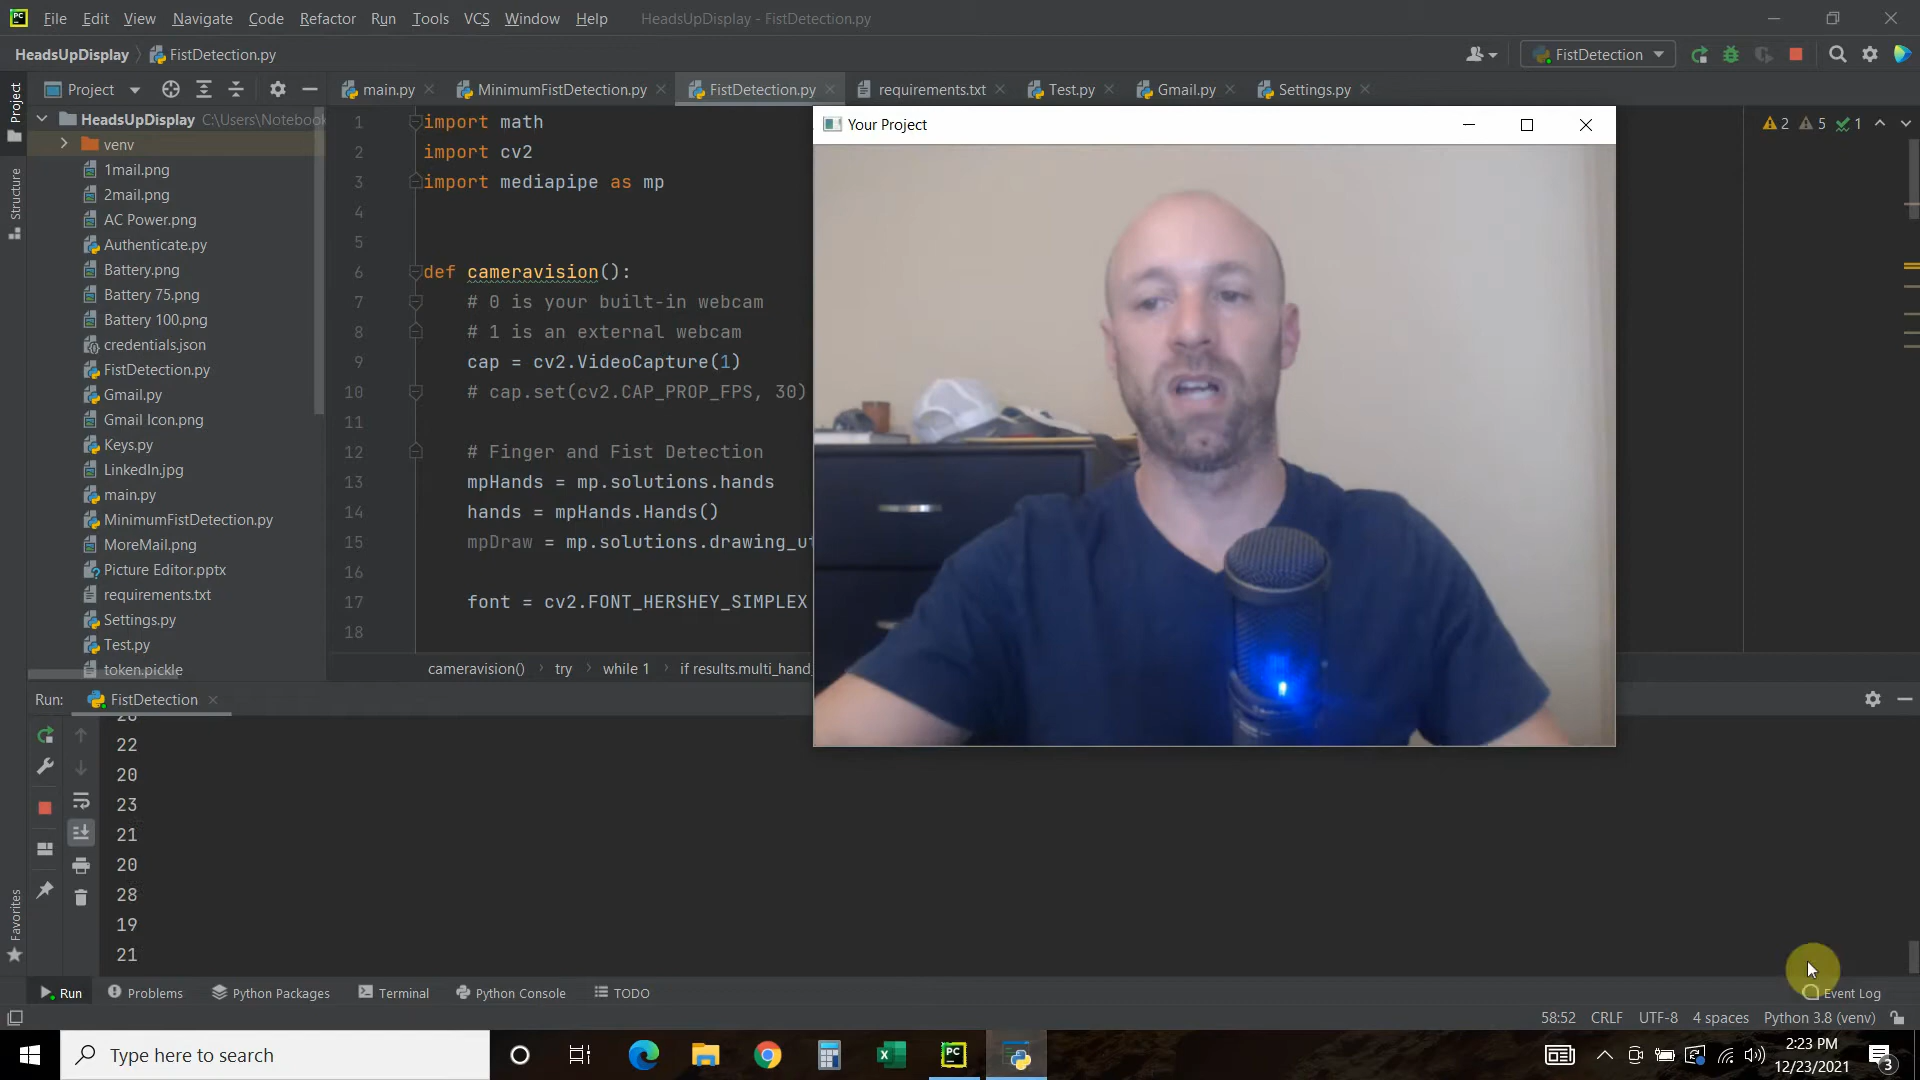 File Edit View Navigate Code Refactor Run Tools VCS Window Help HeadsUpDisplay - FistDetection.py
HeadsUpDisplay FistDetection.py FistDetection
Project
main.py MinimumFistDetection.py FistDetection.py requirements.txt Test.py Gmail.py Settings.py
Project
Structure
Favorites
HeadsUpDisplay C:\Users\Notebook
venv
1mail.png
2mail.png
AC Power.png
Authenticate.py
Battery.png
Battery 75.png
Battery 100.png
credentials.json
FistDetection.py
Gmail.py
Gmail Icon.png
Keys.py
LinkedIn.jpg
main.py
MinimumFistDetection.py
MoreMail.png
Picture Editor.pptx
requirements.txt
Settings.py
Test.py
token.pickle
1 import math
2 import cv2
3 import mediapipe as mp
4
5
6 def cameravision():
7 # 0 is your built-in webcam
8 # 1 is an external webcam
9 cap = cv2.VideoCapture(1)
10 # cap.set(cv2.CAP_PROP_FPS, 30)
11
12 # Finger and Fist Detection
13 mpHands = mp.solutions.hands
14 hands = mpHands.Hands()
15 mpDraw = mp.solutions.drawing_ut
16
17 font = cv2.FONT_HERSHEY_SIMPLEX
18
cameravision() try while 1 if results.multi_hand_
Your Project
2 5 1
Run: FistDetection
22
20
23
21
20
28
19
21
Run Problems Python Packages Terminal Python Console TODO Event Log
58:52 CRLF UTF-8 4 spaces Python 3.8 (venv)
Type here to search
2:23 PM
12/23/2021
3